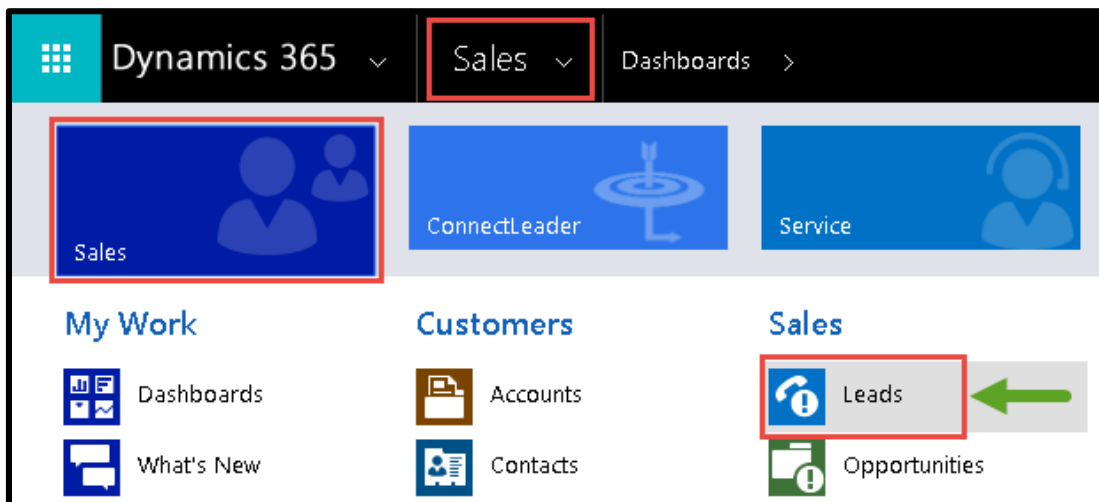 Dynamics 365 Sales Dashboards
Sales ConnectLeader Service
My Work Customers Sales
Dashboards Accounts Leads
What's New Contacts Opportunities